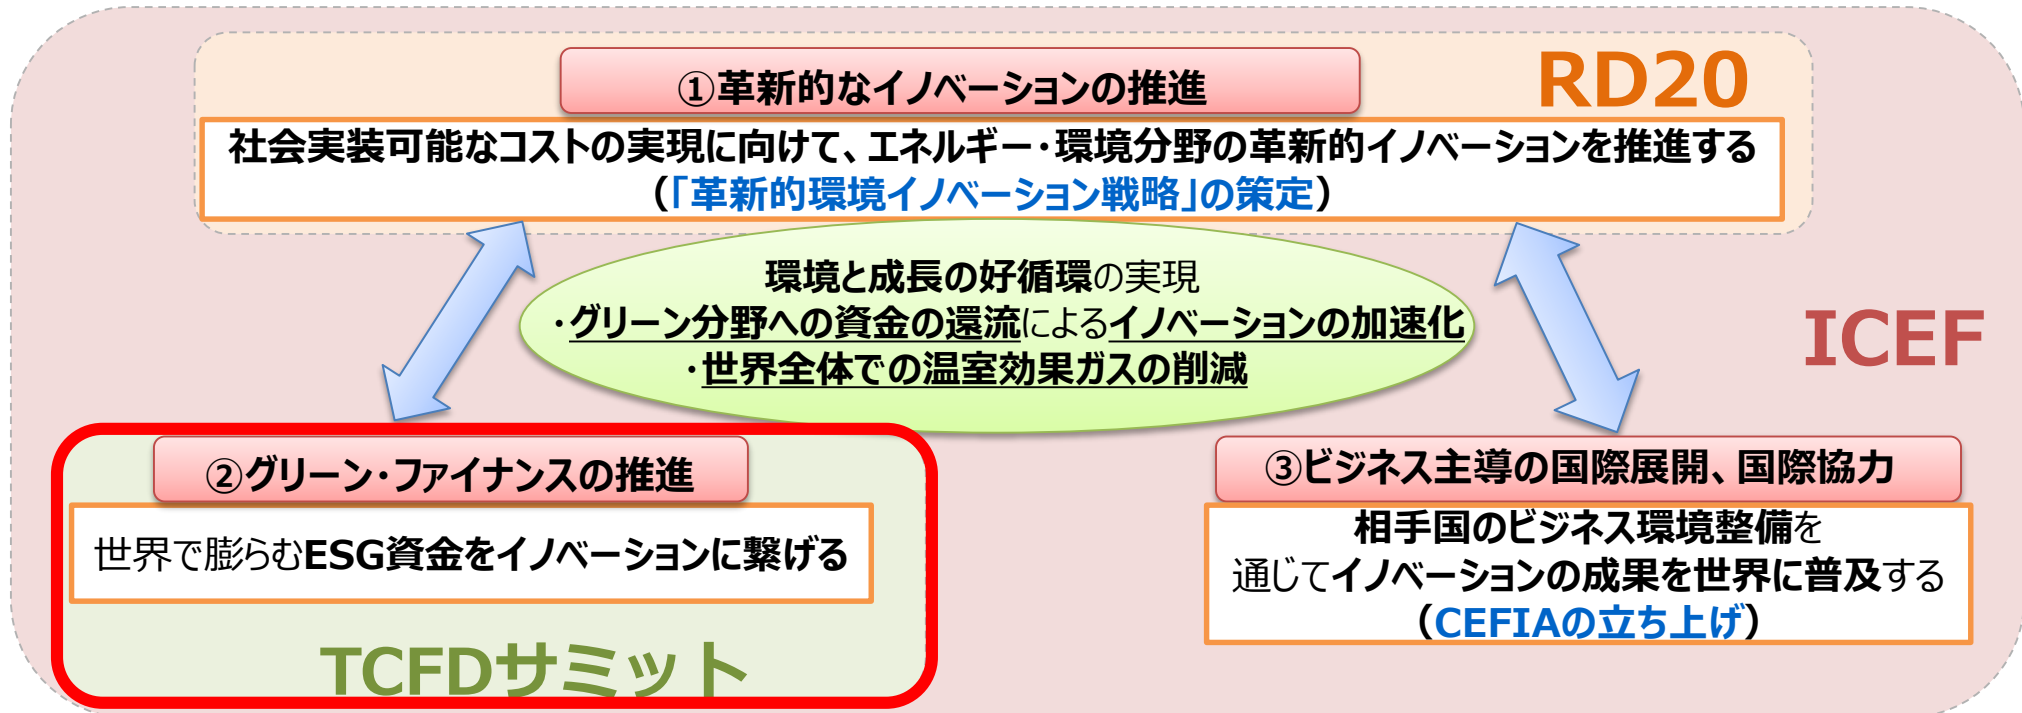 ①革新的なイノベーションの推進
RD20
社会実装可能なコストの実現に向けて、エネルギー・環境分野の革新的イノベーションを推進する
（「革新的環境イノベーション戦略」の策定）
環境と成長の好循環の実現
・グリーン分野への資金の還流によるイノベーションの加速化
・世界全体での温室効果ガスの削減
ICEF
②グリーン・ファイナンスの推進
世界で膨らむESG資金をイノベーションに繋げる
TCFDサミット
③ビジネス主導の国際展開、国際協力
相手国のビジネス環境整備を
通じてイノベーションの成果を世界に普及する
（CEFIAの立ち上げ）